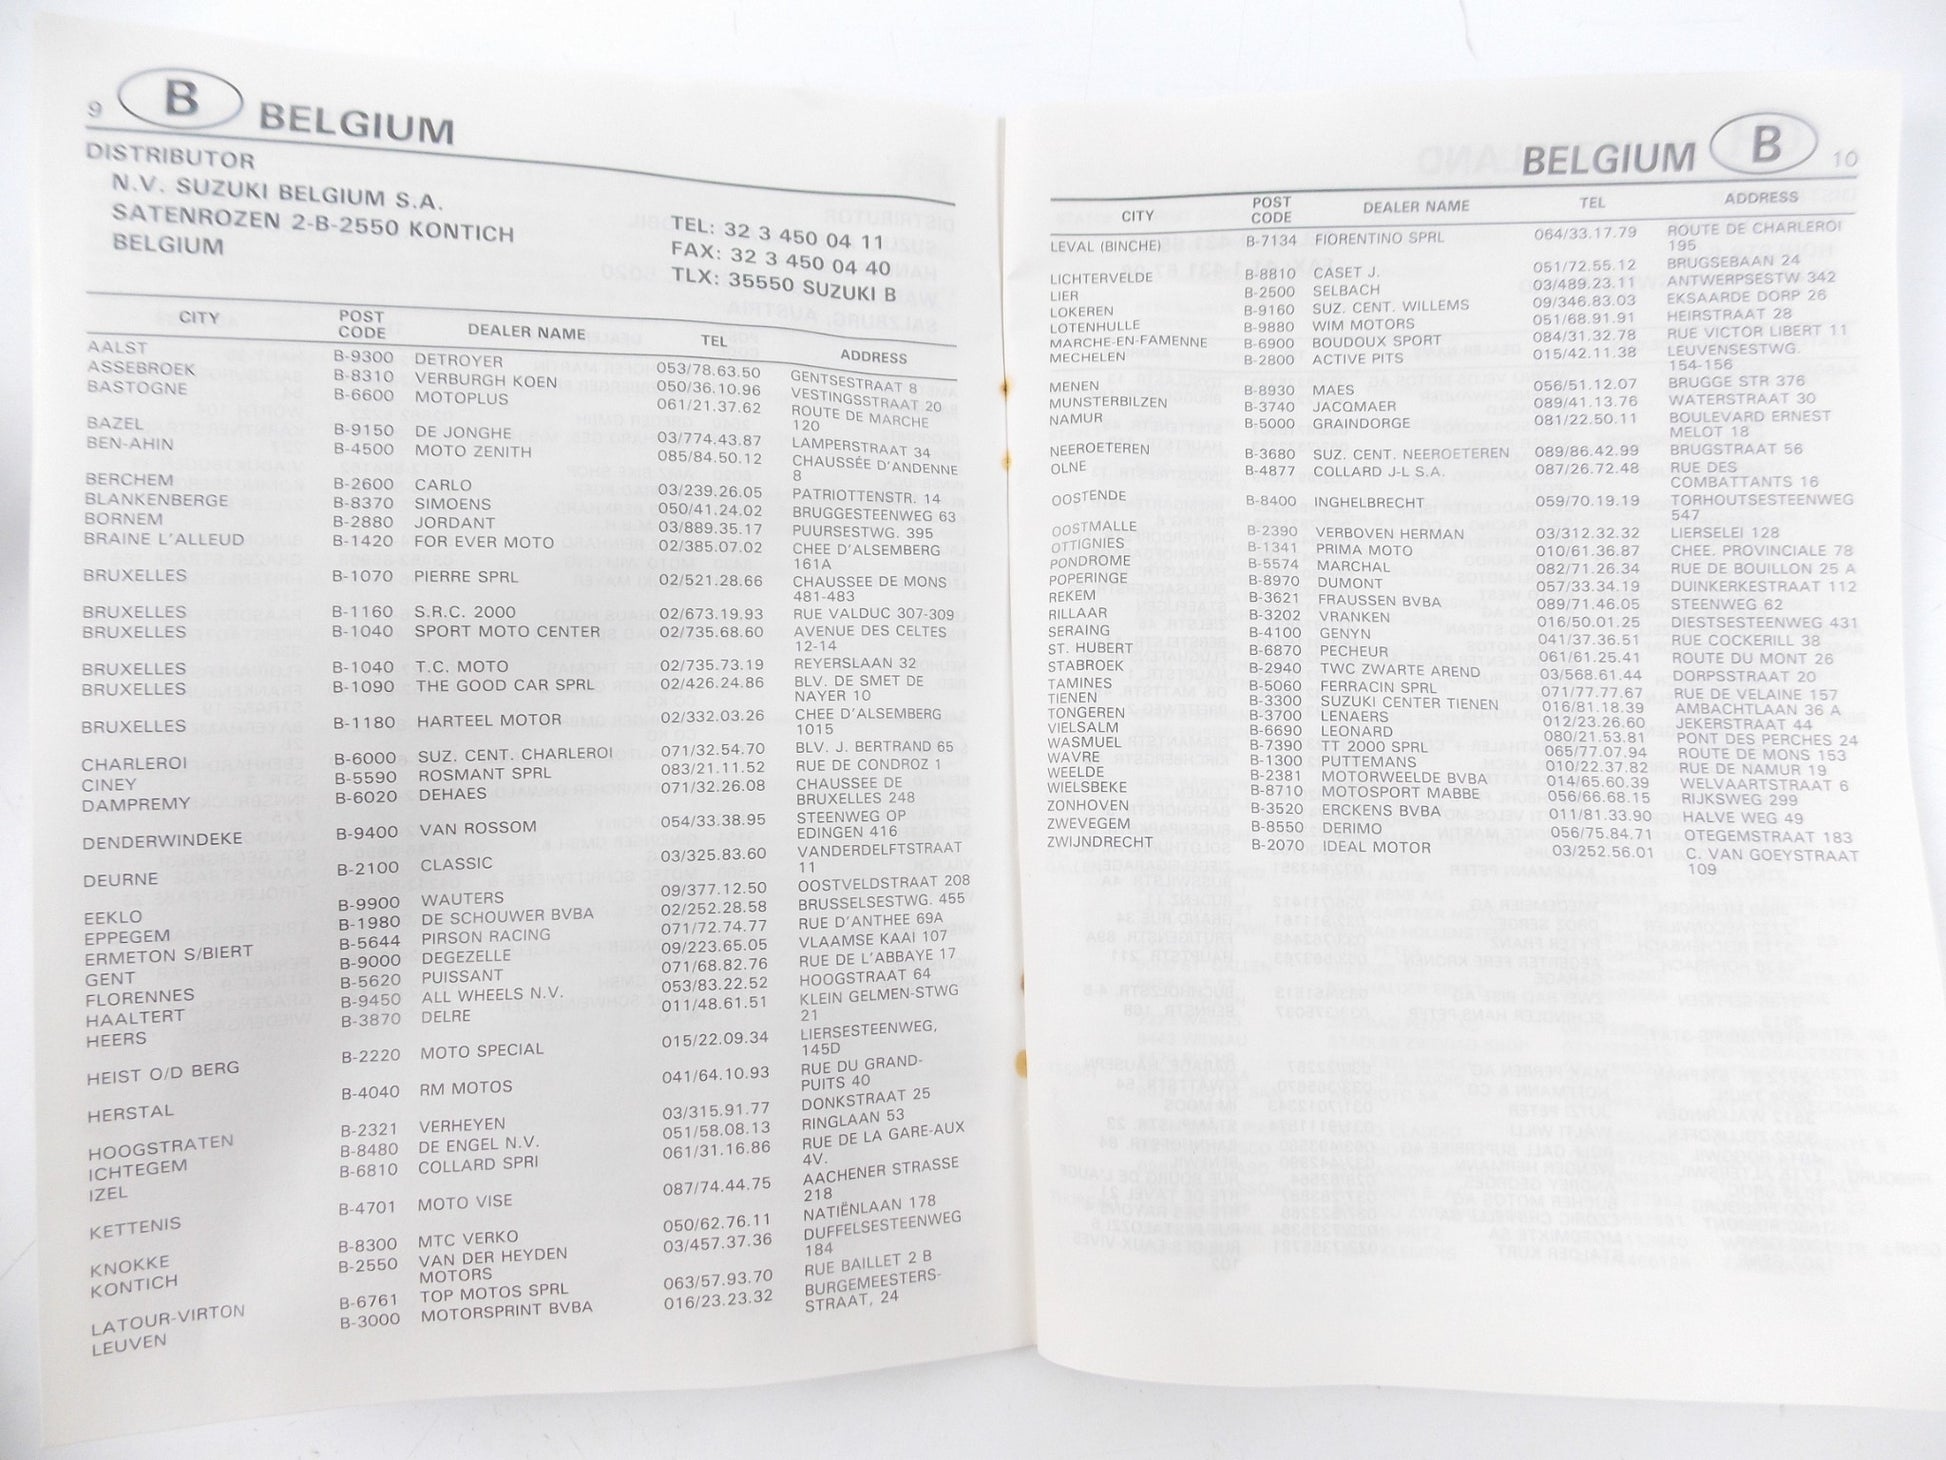 9 B BELGIUM
DISTRIBUTOR
N.V. SUZUKI BELGIUM S.A.
SATENROZEN 2-B-2550 KONTICH
BELGIUM
TEL: 32 3 450 04 11
FAX: 32 3 450 04 40
TLX: 35550 SUZUKI B
CITY POST CODE DEALER NAME TEL ADDRESS
AALST B-9300 DETROYER 053/78.63.50 GENTSESTRAAT 8
ASSEBROEK B-8310 VERBURGH KOEN 050/36.10.96 VESTINGSSTRAAT 20
BASTOGNE B-6600 MOTOPLUS 061/21.37.62 ROUTE DE MARCHE
120
BAZEL B-9150 DE JONGHE 03/774.43.87 LAMPERSTRAAT 34
BEN-AHIN B-4500 MOTO ZENITH 085/84.50.12 CHAUSSÉE D'ANDENNE
8
BERCHEM B-2600 CARLO 03/239.26.05 PATRIOTTENSTR. 14
BLANKENBERGE B-8370 SIMOENS 050/41.24.02 BRUGGESTEENWEG 63
BORNEM B-2880 JORDANT 03/889.35.17 PUURSESTWG. 395
BRAINE L'ALLEUD B-1420 FOR EVER MOTO 02/385.07.02 CHEE D'ALSEMBERG
161A
BRUXELLES B-1070 PIERRE SPRL 02/521.28.66 CHAUSSEE DE MONS
481-483
BRUXELLES B-1160 S.R.C. 2000 02/673.19.93 RUE VALDUC 307-309
BRUXELLES B-1040 SPORT MOTO CENTER 02/735.68.60 AVENUE DES CELTES
12-14
BRUXELLES B-1040 T.C. MOTO 02/735.73.19 REYERSLAAN 32
BRUXELLES B-1090 THE GOOD CAR SPRL 02/426.24.86 BLV. DE SMET DE
NAYER 10
BRUXELLES B-1180 HARTEEL MOTOR 02/332.03.26 CHEE D'ALSEMBERG
1015
CHARLEROI B-6000 SUZ. CENT. CHARLEROI 071/32.54.70 BLV. J. BERTRAND 65
CINEY B-5590 ROSMANT SPRL 083/21.11.52 RUE DE CONDROZ 1
DAMPREMY B-6020 DEHAES 071/32.26.08 CHAUSSEE DE
BRUXELLES 248
DENDERWINDEKE B-9400 VAN ROSSOM 054/33.38.95 STEENWEG OP
EDINGEN 416
DEURNE B-2100 CLASSIC 03/325.83.60 VANDERDELFTSTRAAT
11
EEKLO B-9900 WAUTERS 09/377.12.50 OOSTVELDSTRAAT 208
EPPEGEM B-1980 DE SCHOUWER BVBA 02/252.28.58 BRUSSELSESTWG. 455
ERMETON S/BIERT B-5644 PIRSON RACING 071/72.74.77 RUE D'ANTHEE 69A
GENT B-9000 DEGEZELLE 09/223.65.05 VLAAMSE KAAI 107
FLORENNES B-5620 PUISSANT 071/68.82.76 RUE DE L'ABBAYE 17
HAALTERT B-9450 ALL WHEELS N.V. 053/83.22.52 HOOGSTRAAT 64
HEERS B-3870 DELRE 011/48.61.51 KLEIN GELMEN-STWG
21
HEIST O/D BERG B-2220 MOTO SPECIAL 015/22.09.34 LIERSESTEENWEG,
145D
HERSTAL B-4040 RM MOTOS 041/64.10.93 RUE DU GRAND-
PUITS 40
HOOGSTRATEN B-2321 VERHEYEN 03/315.91.77 DONKSTRAAT 25
ICHTEGEM B-8480 DE ENGEL N.V. 051/58.08.13 RINGLAAN 53
IZEL B-6810 COLLARD SPRI 061/31.16.86 RUE DE LA GARE-AUX
4V.
KETTENIS B-4701 MOTO VISE 087/74.44.75 AACHENER STRASSE
218
KNOKKE B-8300 MTC VERKO 050/62.76.11 NATIËNLAAN 178
KONTICH B-2550 VAN DER HEYDEN 03/457.37.36 DUFFELSESTEENWEG
MOTORS 184
LATOUR-VIRTON B-6761 TOP MOTOS SPRL 063/57.93.70 RUE BAILLET 2 B
LEUVEN B-3000 MOTORSPRINT BVBA 016/23.23.32 BURGEMEESTERS-
STRAAT, 24
BELGIUM B 10
CITY POST CODE DEALER NAME TEL ADDRESS
LEVAL (BINCHE) B-7134 FIORENTINO SPRL 064/33.17.79 ROUTE DE CHARLEROI
195
LICHTERVELDE B-8810 CASET J. 051/72.55.12 BRUGSEBAAN 24
LIER B-2500 SELBACH 03/489.23.11 ANTWERPSESTW 342
LOKEREN B-9160 SUZ. CENT. WILLEMS 09/346.83.03 EKSAARDE DORP 26
LOTENHULLE B-9880 WIM MOTORS 051/68.91.91 HEIRSTRAAT 28
MARCHE-EN-FAMENNE B-6900 BOUDOUX SPORT 084/31.32.78 RUE VICTOR LIBERT 11
MECHELEN B-2800 ACTIVE PITS 015/42.11.38 LEUVENSESTWG.
154-156
MENEN B-8930 MAES 056/51.12.07 BRUGGE STR 376
MUNSTERBILZEN B-3740 JACQMAER 089/41.13.76 WATERSTRAAT 30
NAMUR B-5000 GRAINDORGE 081/22.50.11 BOULEVARD ERNEST
MELOT 18
NEEROETEREN B-3680 SUZ. CENT. NEEROETEREN 089/86.42.99 BRUGSTRAAT 56
OLNE B-4877 COLLARD J-L S.A. 087/26.72.48 RUE DES
COMBATTANTS 16
OOSTENDE B-8400 INGHELBRECHT 059/70.19.19 TORHOUTSESTEENWEG
547
OOSTMALLE B-2390 VERBOVEN HERMAN 03/312.32.32 LIERSELEI 128
OTTIGNIES B-1341 PRIMA MOTO 010/61.36.87 CHEE. PROVINCIALE 78
PONDROME B-5574 MARCHAL 082/71.26.34 RUE DE BOUILLON 25 A
POPERINGE B-8970 DUMONT 057/33.34.19 DUINKERKESTRAAT 112
REKEM B-3621 FRAUSSEN BVBA 089/71.46.05 STEENWEG 62
RILLAAR B-3202 VRANKEN 016/50.01.25 DIESTSESTEENWEG 431
SERAING B-4100 GENYN 041/37.36.51 RUE COCKERILL 38
ST. HUBERT B-6870 PECHEUR 061/61.25.41 ROUTE DU MONT 26
STABROEK B-2940 TWC ZWARTE AREND 03/568.61.44 DORPSSTRAAT 20
TAMINES B-5060 FERRACIN SPRL 071/77.77.67 RUE DE VELAINE 157
TIENEN B-3300 SUZUKI CENTER TIENEN 016/81.18.39 AMBACHTLAAN 36 A
TONGEREN B-3700 LENAERS 012/23.26.60 JEKERSTRAAT 44
VIELSALM B-6690 LEONARD 080/21.53.81 PONT DES PERCHES 24
WASMUEL B-7390 TT 2000 SPRL 065/77.07.94 ROUTE DE MONS 153
WAVRE B-1300 PUTTEMANS 010/22.37.82 RUE DE NAMUR 19
WEELDE B-2381 MOTORWEELDE BVBA 014/65.60.39 WELVAARTSTRAAT 6
WIELSBEKE B-8710 MOTOSPORT MABBE 056/66.68.15 RIJKSWEG 299
ZONHOVEN B-3520 ERCKENS BVBA 011/81.33.90 HALVE WEG 49
ZWEVEGEM B-8550 DERIMO 056/75.84.71 OTEGEMSTRAAT 183
ZWIJNDRECHT B-2070 IDEAL MOTOR 03/252.56.01 C. VAN GOEYSTRAAT
109